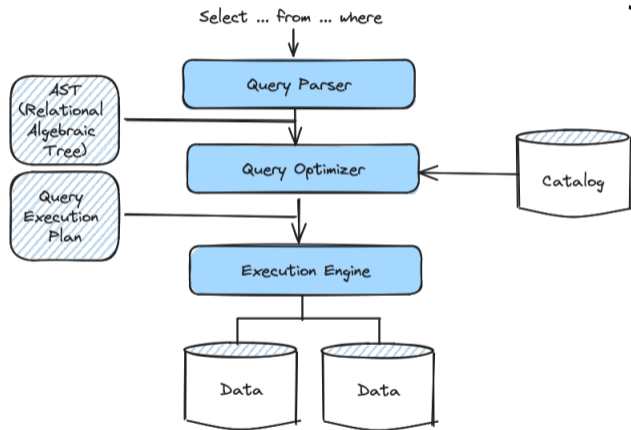 Select ... from ... where
Query Parser
AST
(Relational
Algebraic
Tree)
Query Optimizer
Catalog
Query
Execution
Plan
Execution Engine
Data
Data